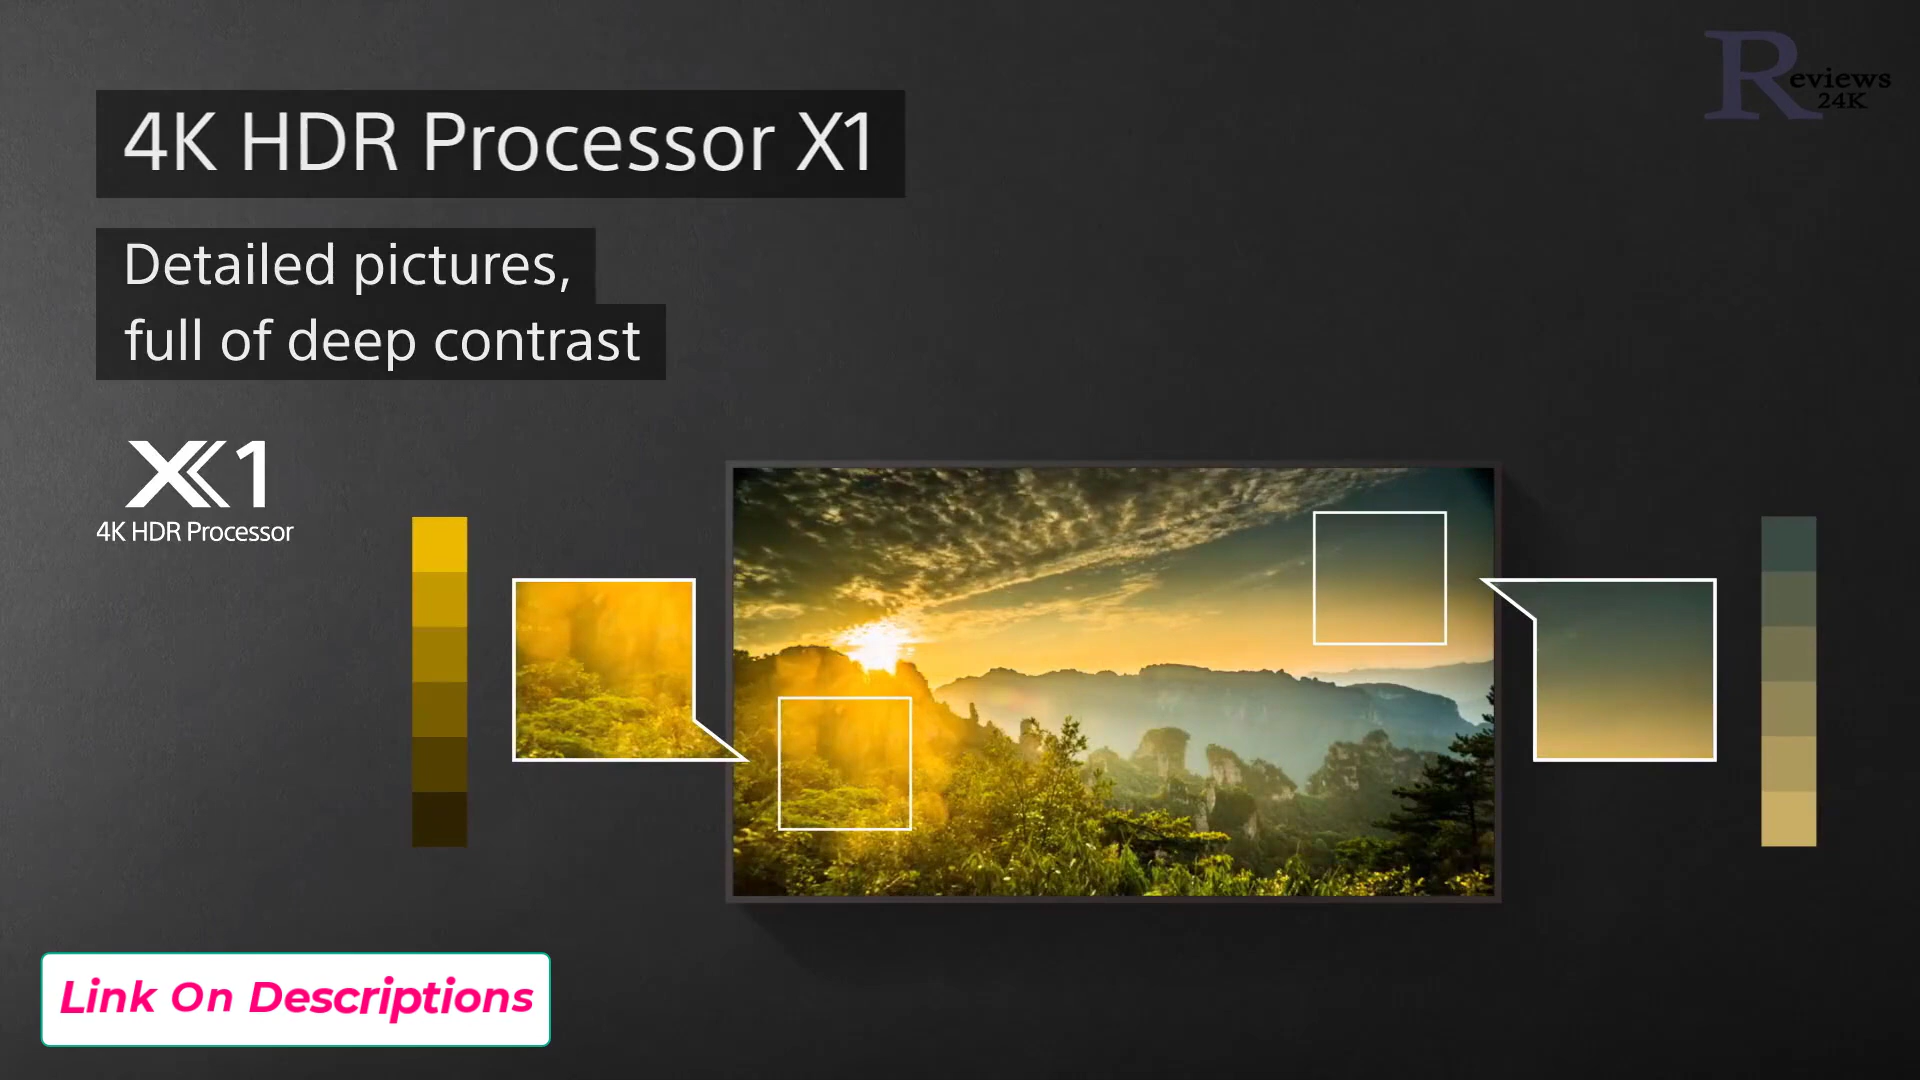 4K HDR Processor X1
Reviews
24K
Detailed pictures,
full of deep contrast
X1
4K HDR Processor
Link On Descriptions